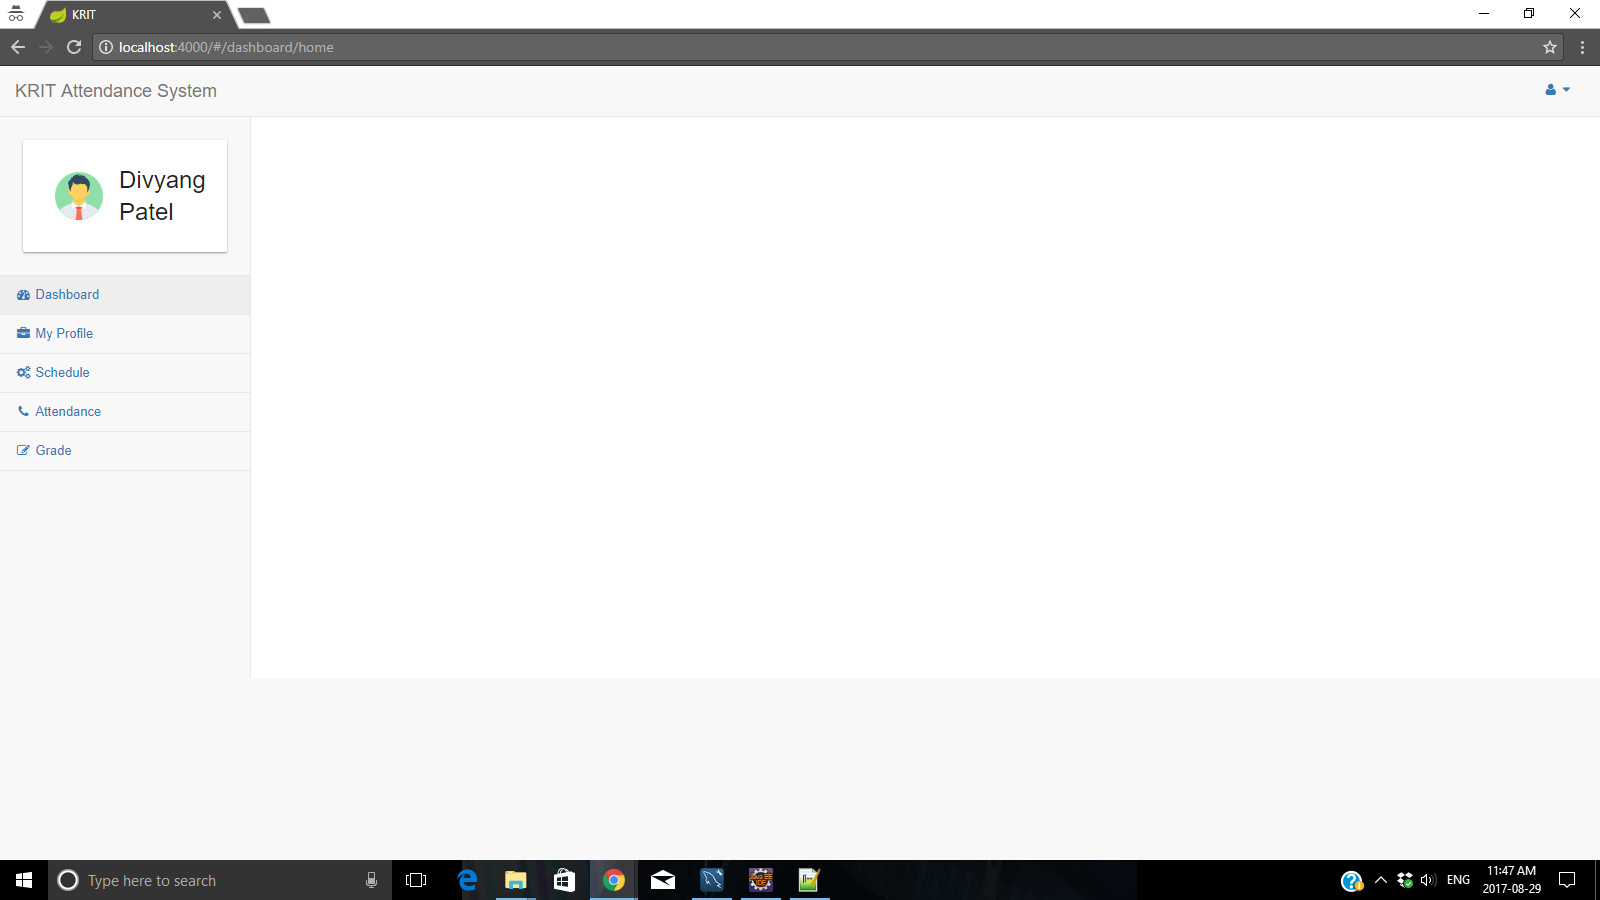 KRIT
localhost:4000/#/dashboard/home
KRIT Attendance System
Divyang
Patel
Dashboard
My Profile
Schedule
Attendance
Grade
Type here to search
ENG
11:47 AM
2017-08-29